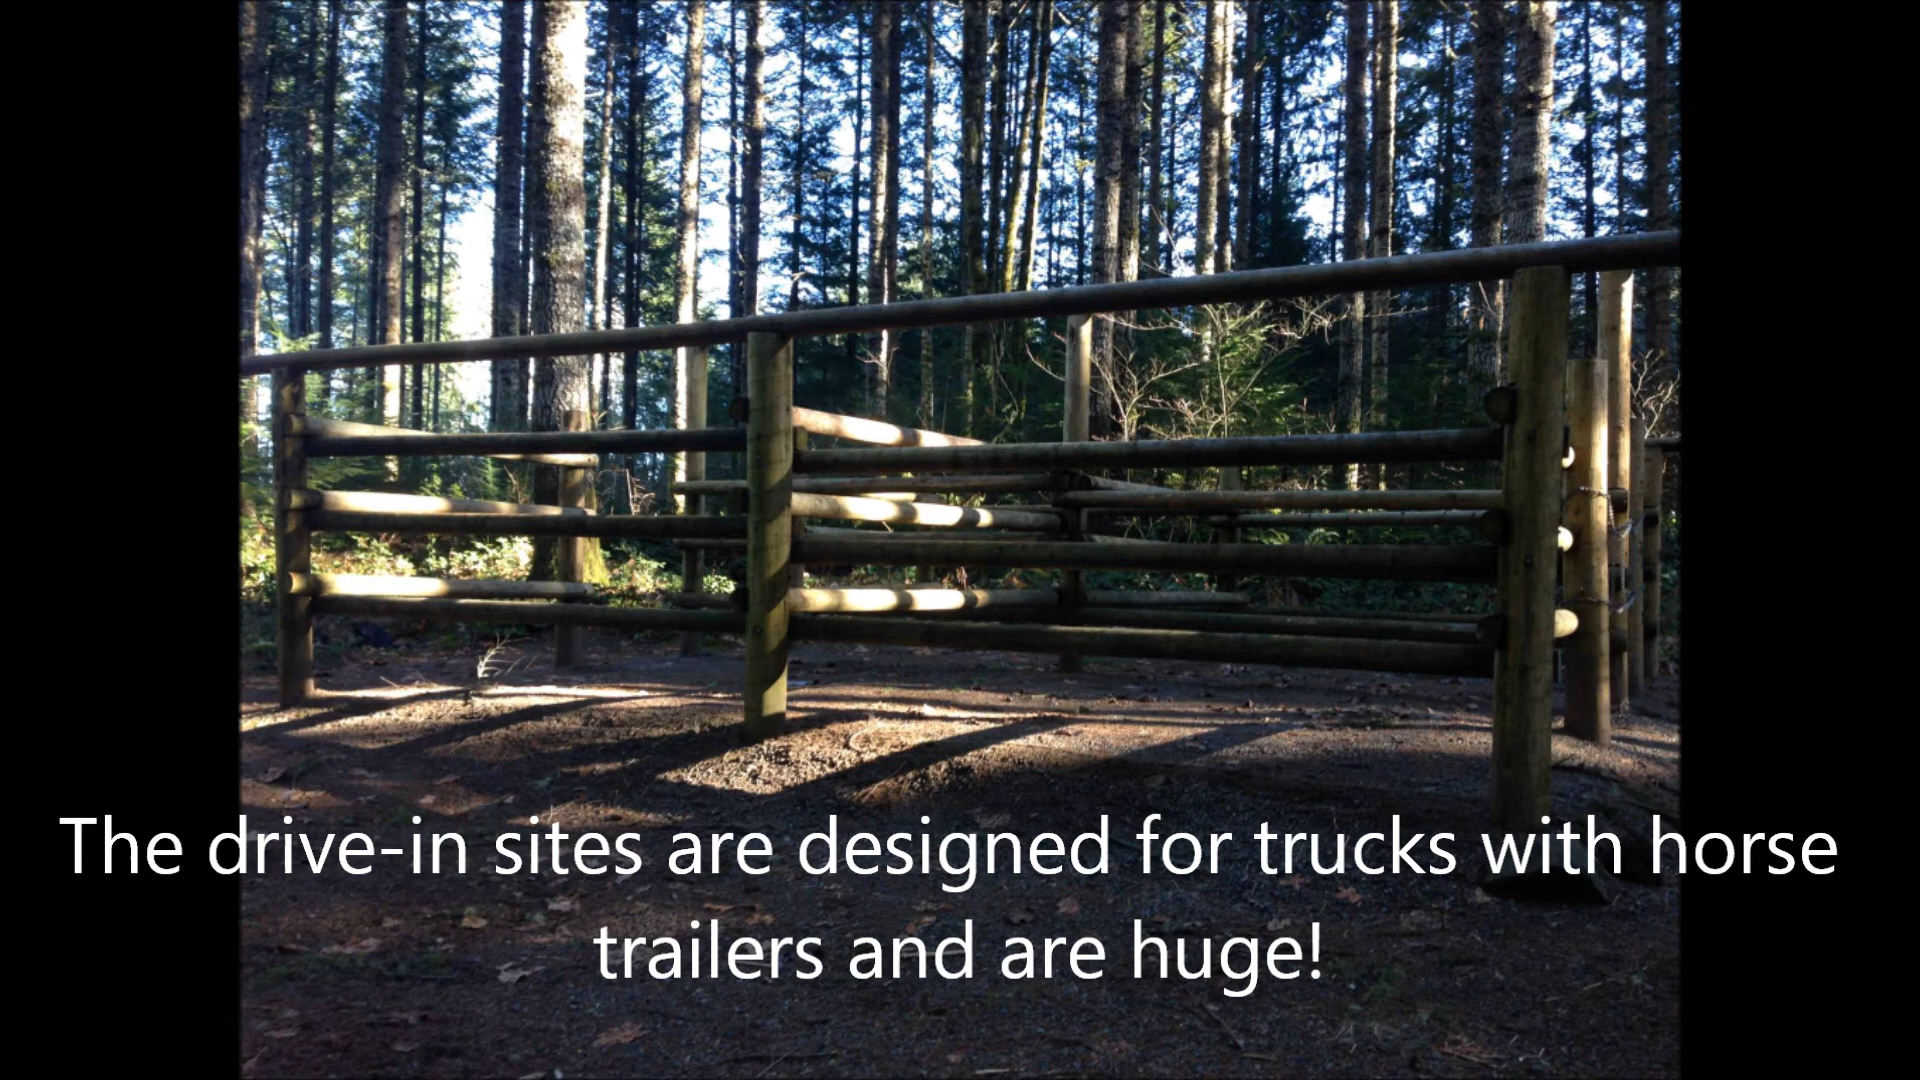 The drive-in sites are designed for trucks with horse
trailers and are huge!